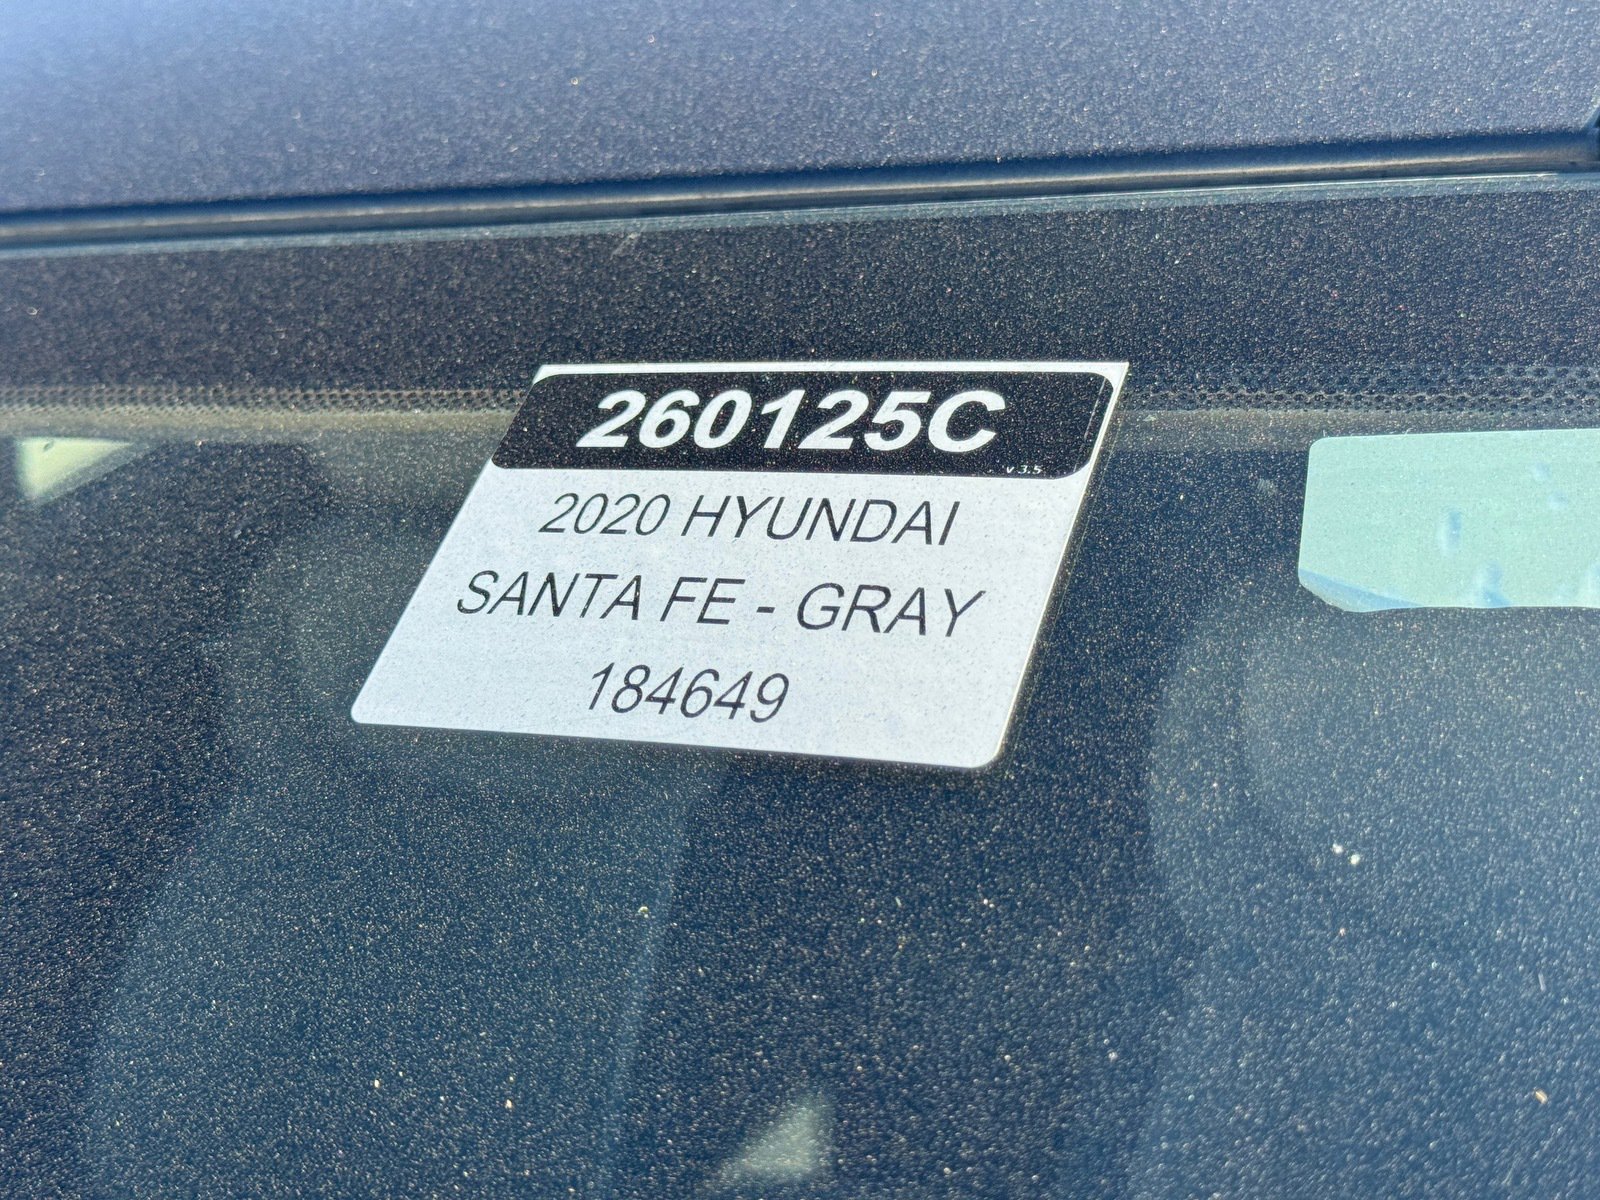 260125C
v 3.5
2020 HYUNDAI
SANTA FE - GRAY
184649